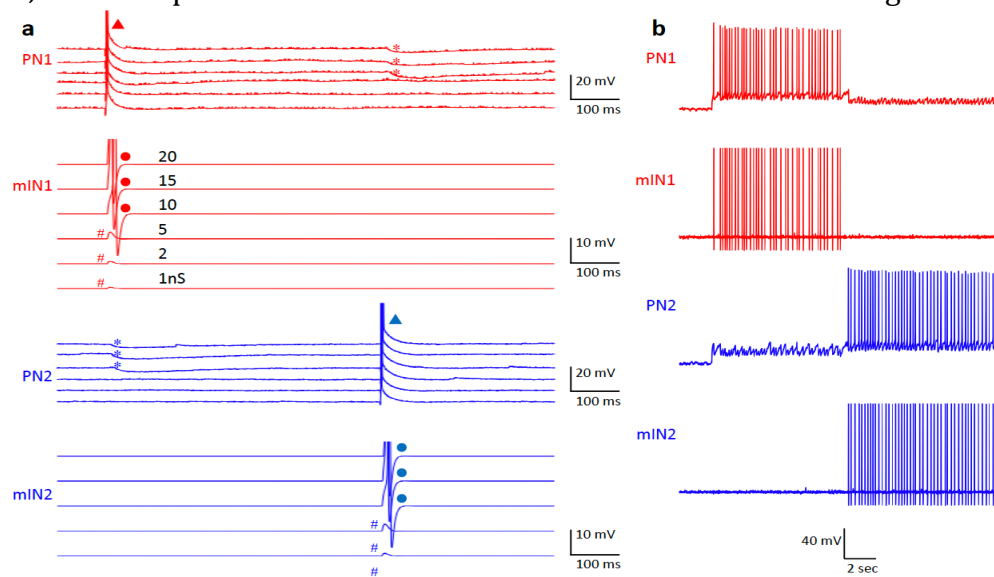 a
PN1
*
*
*
20 mV
100 ms
mIN1
20
15
10
# 5
# 2
# 1nS
10 mV
100 ms
PN2
*
*
*
20 mV
100 ms
mIN2
#
#
#
10 mV
100 ms
b
PN1
mIN1
PN2
mIN2
40 mV
2 sec